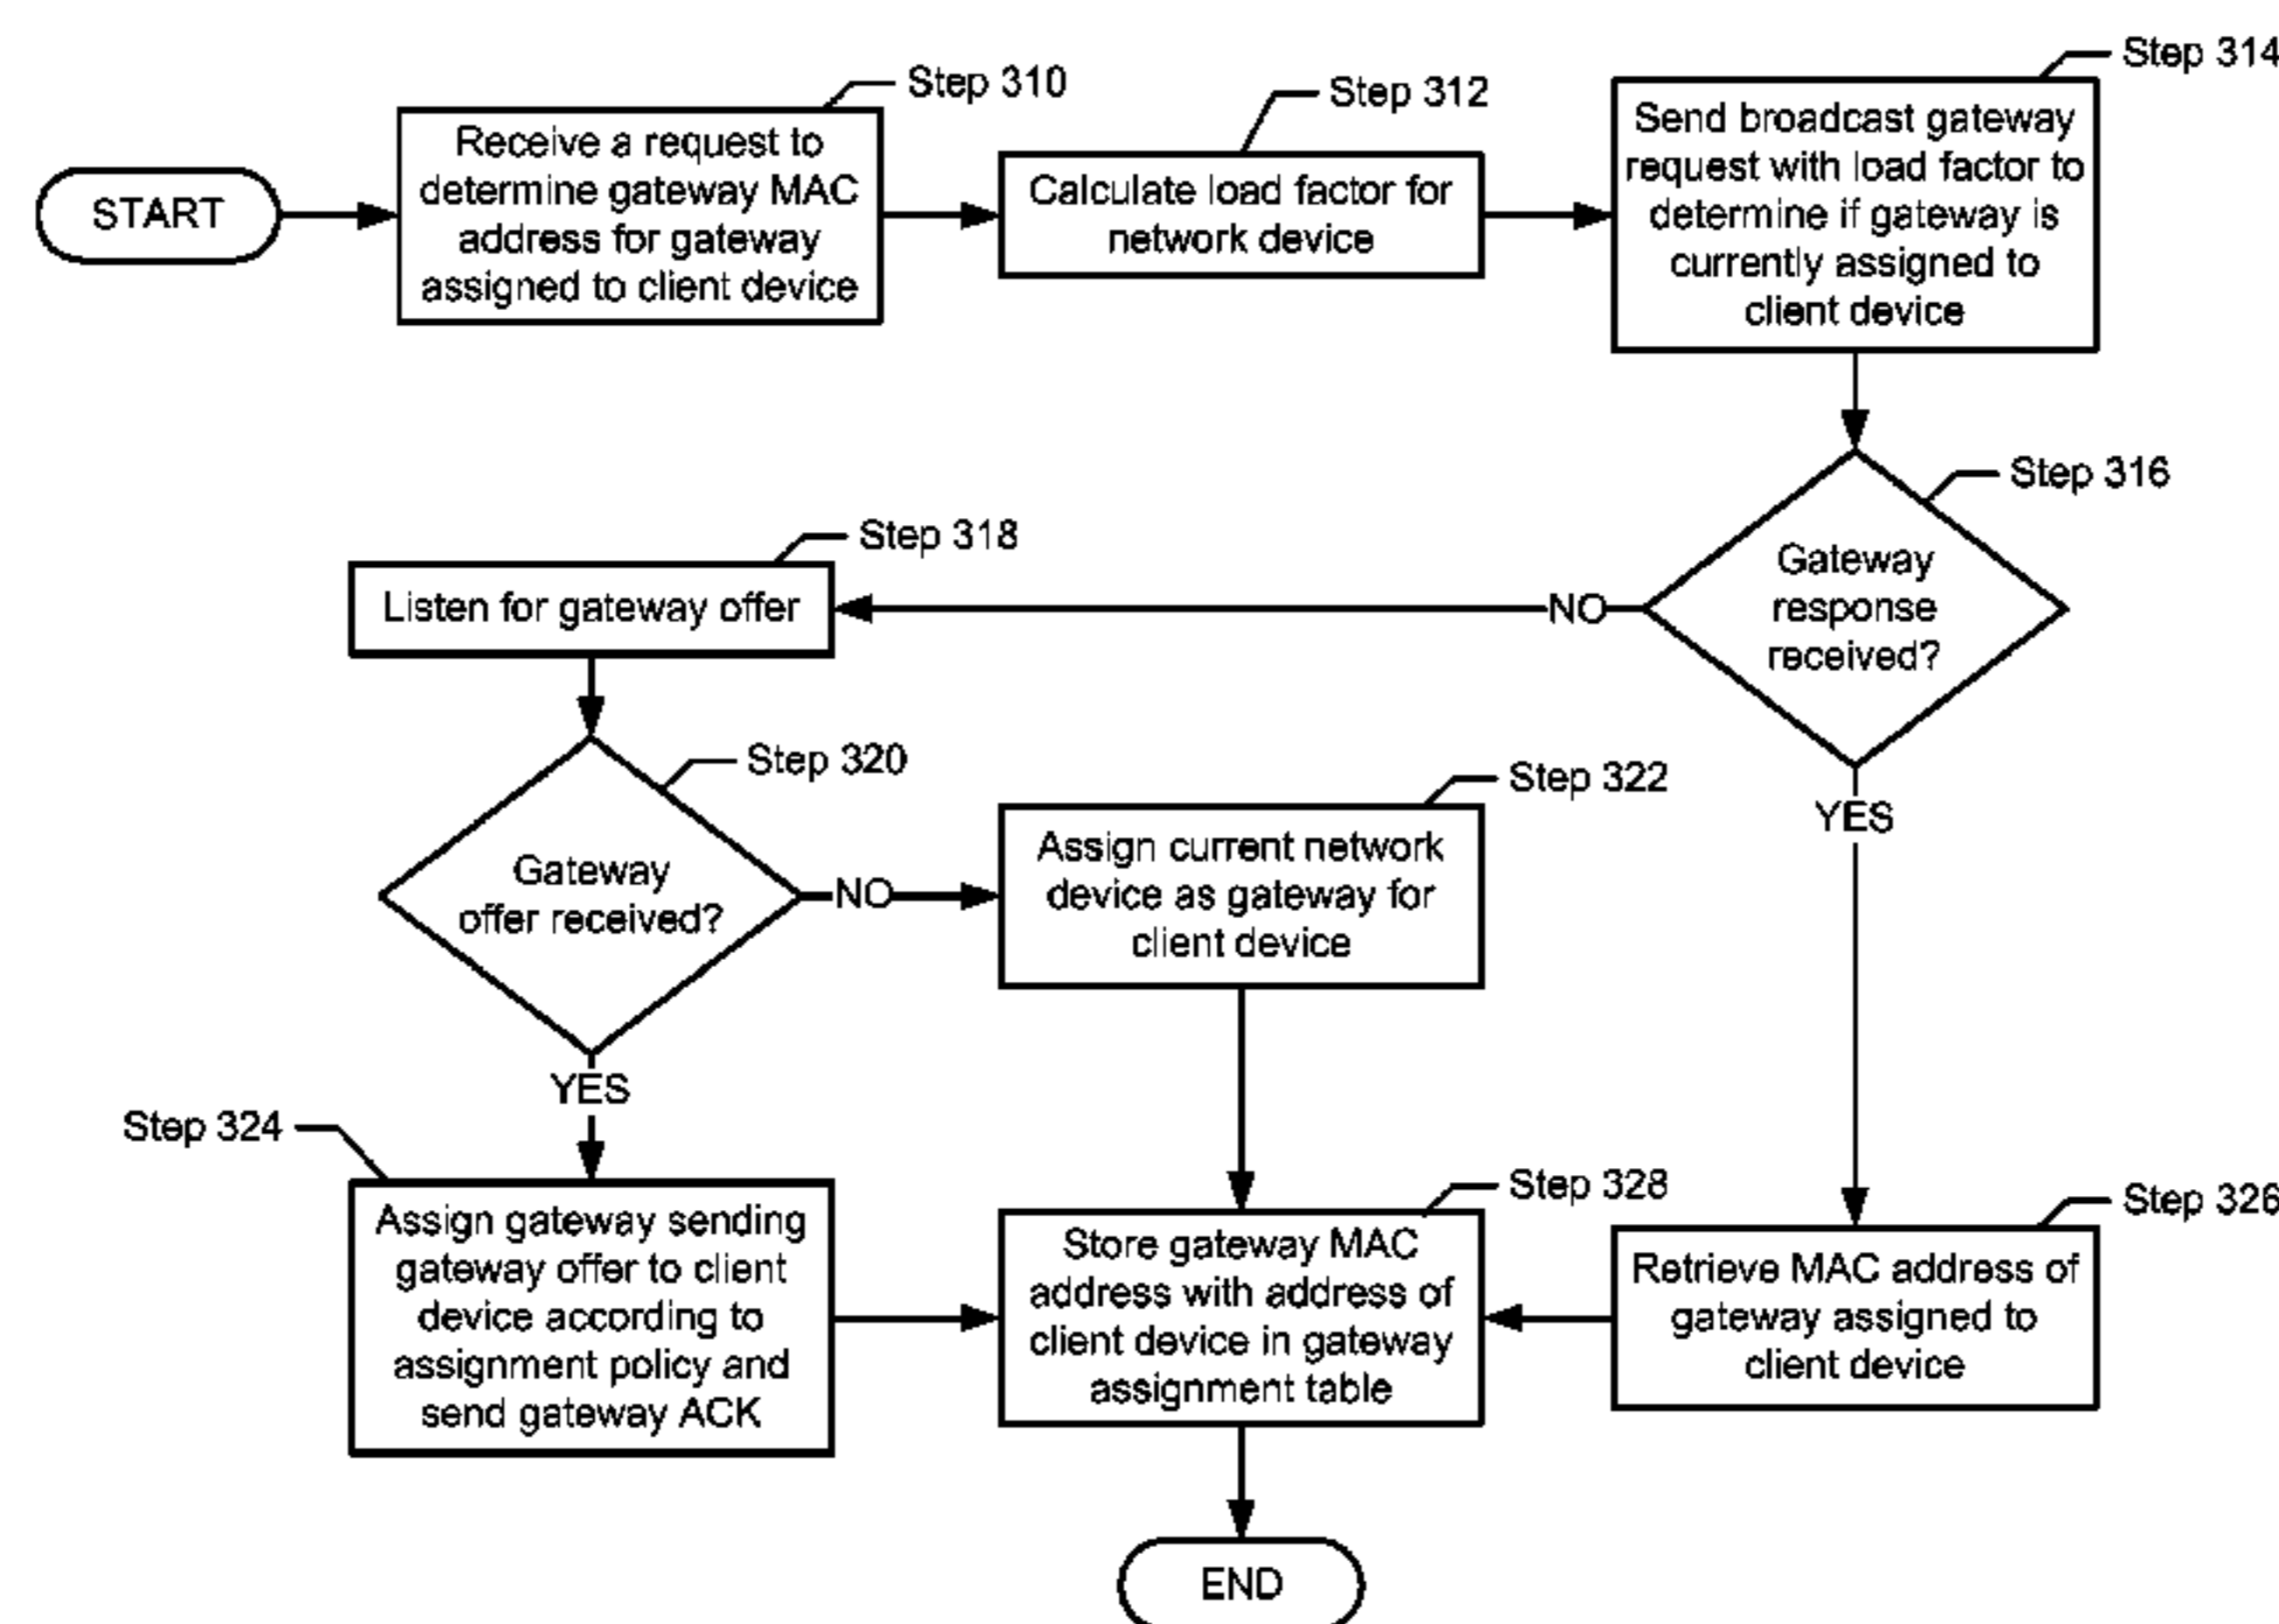 START
Step 310
Receive a request to
determine gateway MAC
address for gateway
assigned to client device
Step 312
Calculate load factor for
network device
Step 314
Send broadcast gateway
request with load factor to
determine if gateway is
currently assigned to
client device
Step 316
Gateway
response
received?
NO
YES
Step 318
Listen for gateway offer
Step 320
Gateway
offer received?
NO
YES
Step 322
Assign current network
device as gateway for
client device
Step 324
Assign gateway sending
gateway offer to client
device according to
assignment policy and
send gateway ACK
Step 328
Store gateway MAC
address with address of
client device in gateway
assignment table
Step 326
Retrieve MAC address of
gateway assigned to
client device
END